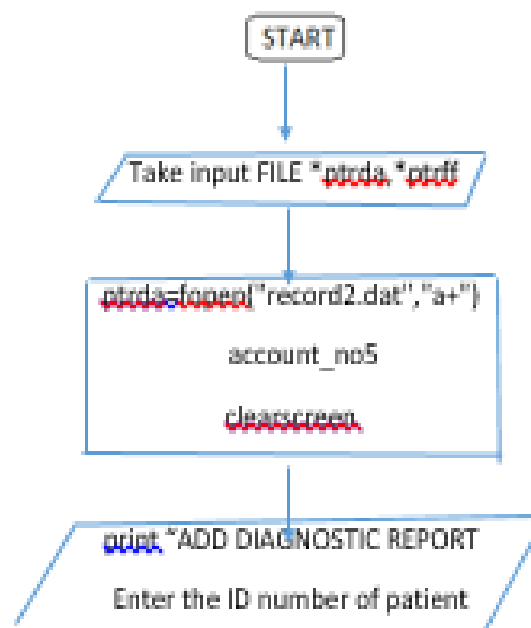 START
Take input FILE *ptrda, *ptrff
ptrda=fopen("record2.dat","a+")
account_no5
clearscreen
print "ADD DIAGNOSTIC REPORT
Enter the ID number of patient